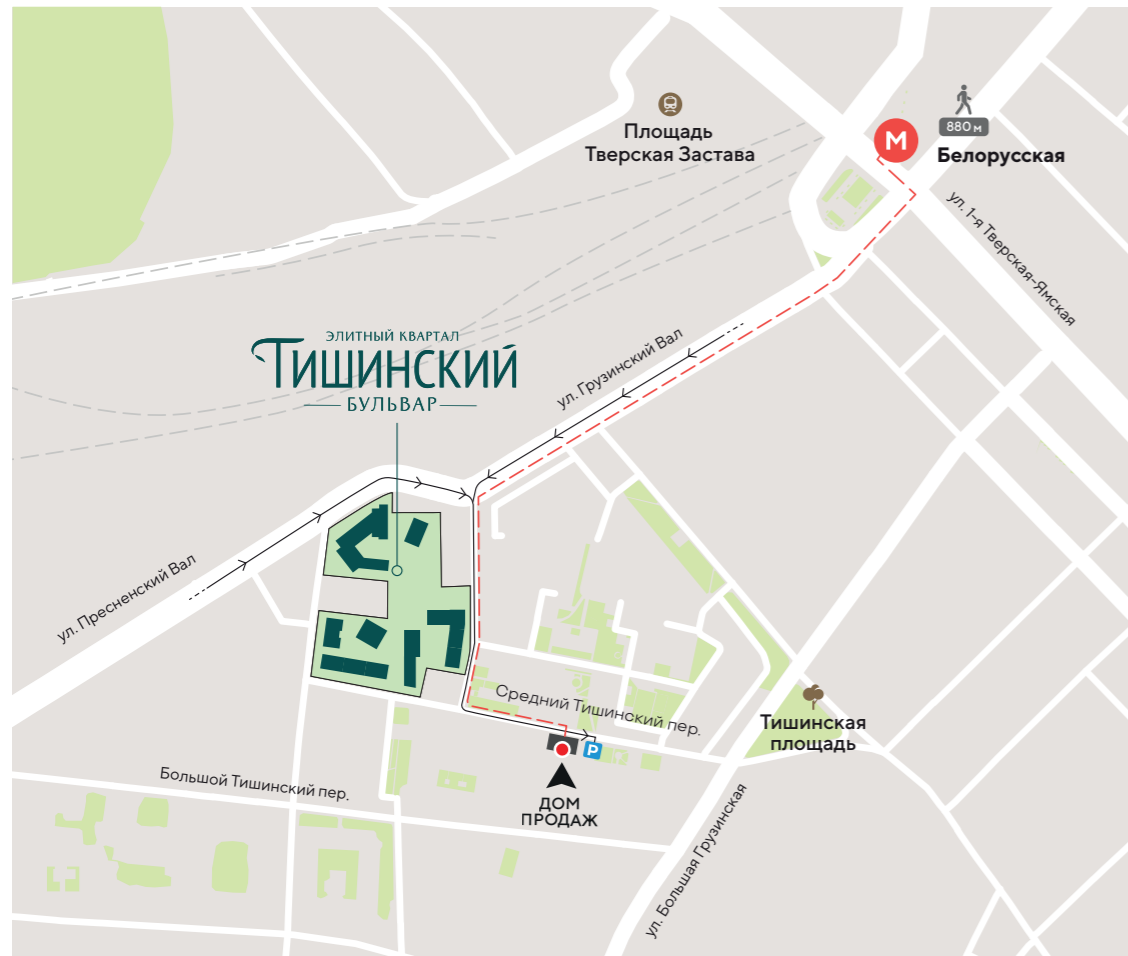 Площадь
Тверская Застава
880 м
М
Белорусская
ул. 1-я Тверская-Ямская
ЭЛИТНЫЙ КВАРТАЛ
ТИШИНСКИЙ
БУЛЬВАР
ул. Грузинский Вал
ул. Пресненский Вал
Средний Тишинский пер.
Тишинская
площадь
P
ДОМ
ПРОДАЖ
Большой Тишинский пер.
ул. Большая Грузинская